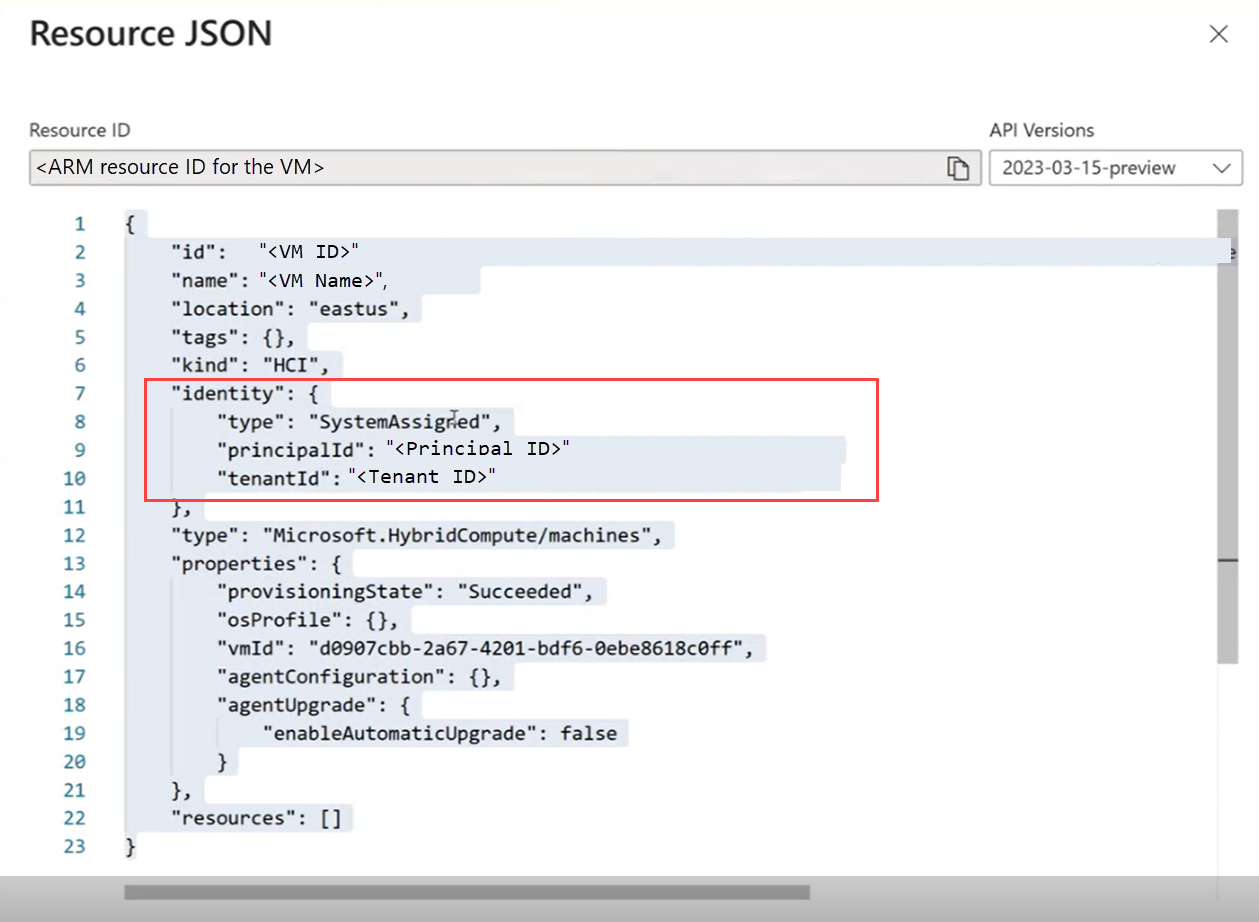 Resource JSON
Resource ID
API Versions
<ARM resource ID for the VM>
2023-03-15-preview
1 {
2 "id": "<VM ID>"
3 "name": "<VM Name>",
4 "location": "eastus",
5 "tags": {},
6 "kind": "HCI",
7 "identity": {
8 "type": "SystemAssigned",
9 "principalId": "<Principal ID>"
10 "tenantId": "<Tenant ID>"
11 },
12 "type": "Microsoft.HybridCompute/machines",
13 "properties": {
14 "provisioningState": "Succeeded",
15 "osProfile": {},
16 "vmId": "d0907cbb-2a67-4201-bdf6-0ebe8618c0ff",
17 "agentConfiguration": {},
18 "agentUpgrade": {
19 "enableAutomaticUpgrade": false
20 }
21 },
22 "resources": []
23 }